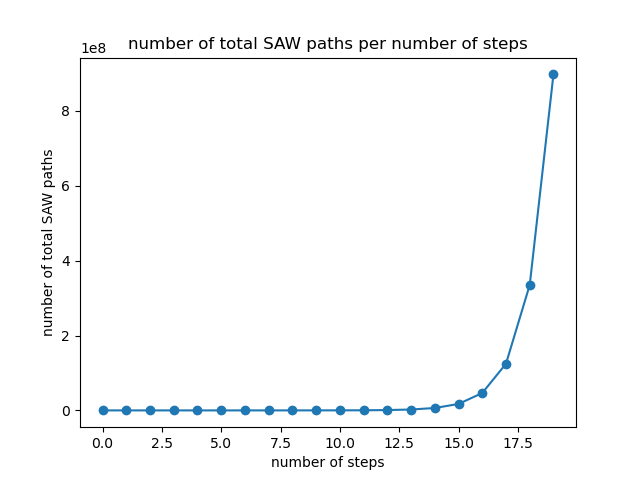 number of total SAW paths per number of steps
1e8
8
6
4
2
0
number of total SAW paths
0.0 2.5 5.0 7.5 10.0 12.5 15.0 17.5
number of steps